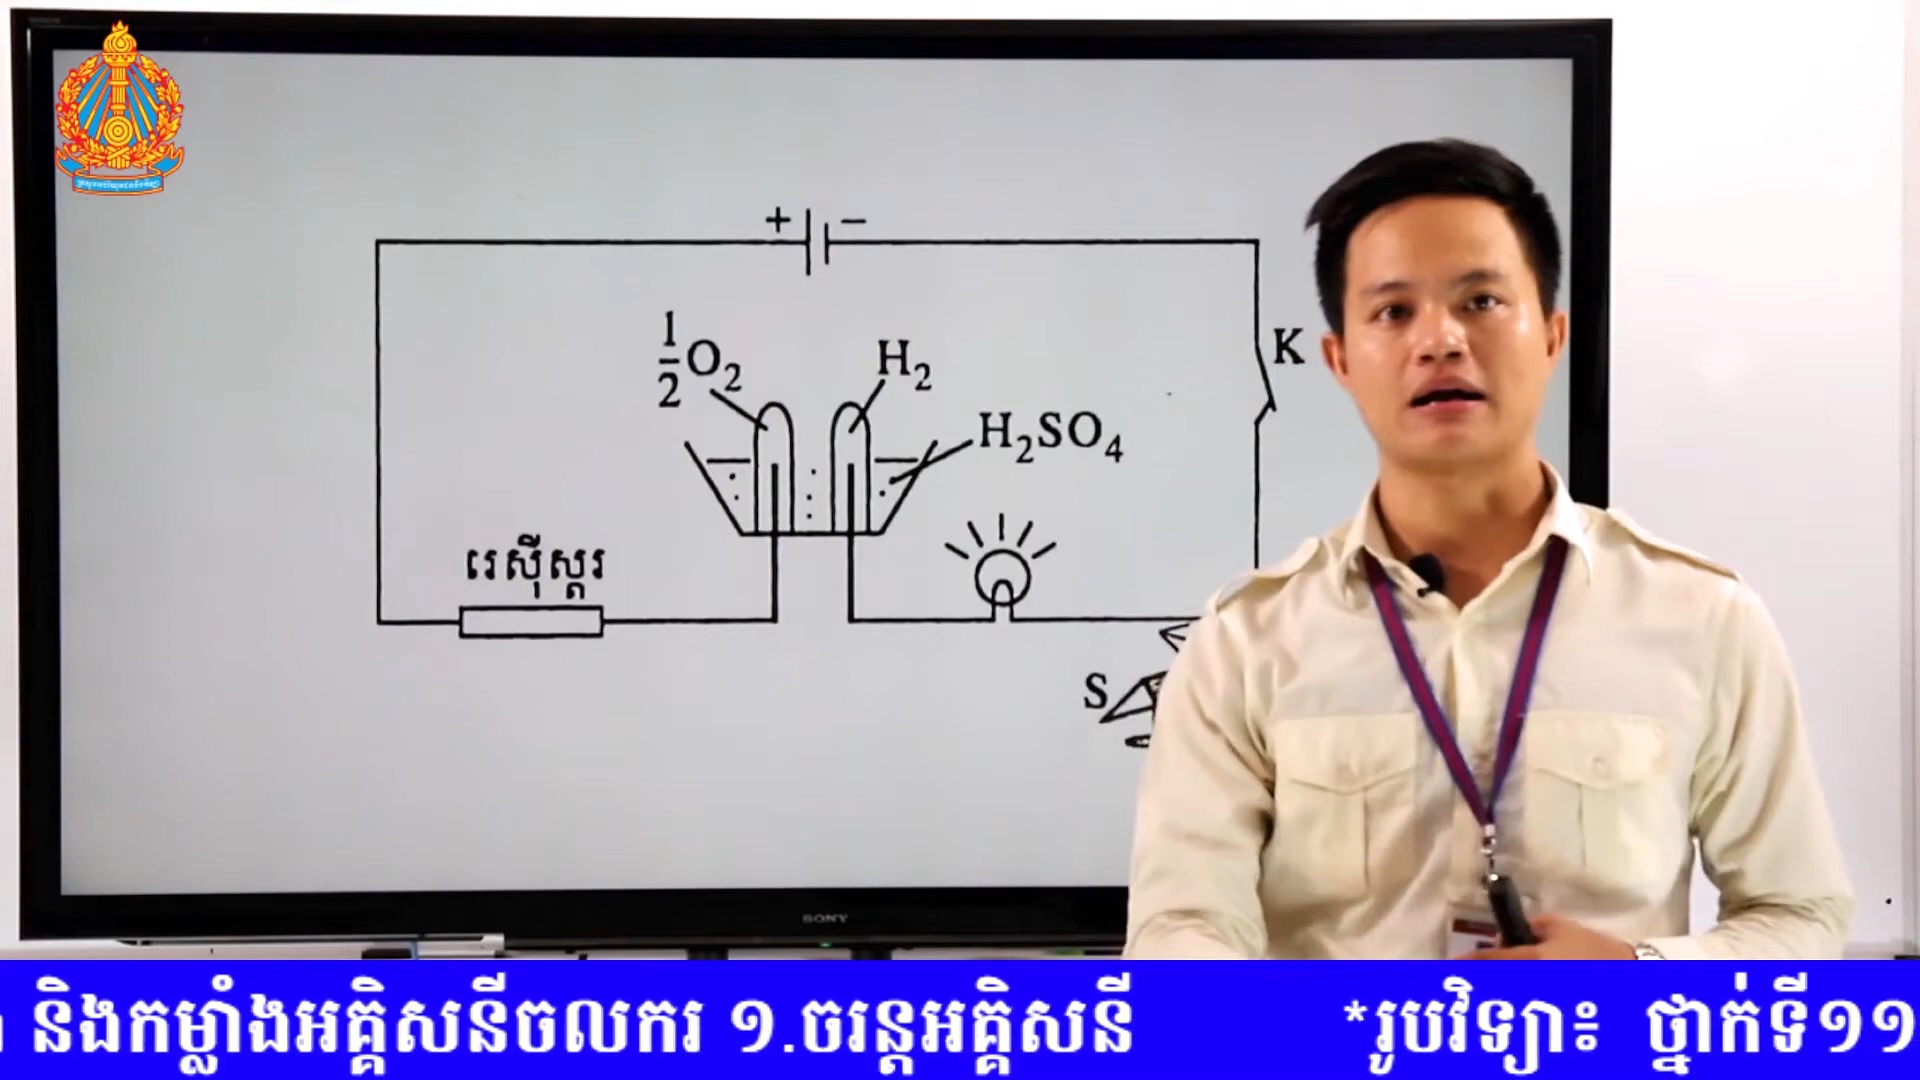 + −
1/2 O₂
H₂
K
H₂SO₄
រេស៊ីស្តរ
S
SONY
និងកម្លាំងអគ្គិសនីចលករ ១.ចរន្តអគ្គិសនី *រូបវិទ្យា៖ ថ្នាក់ទី១១